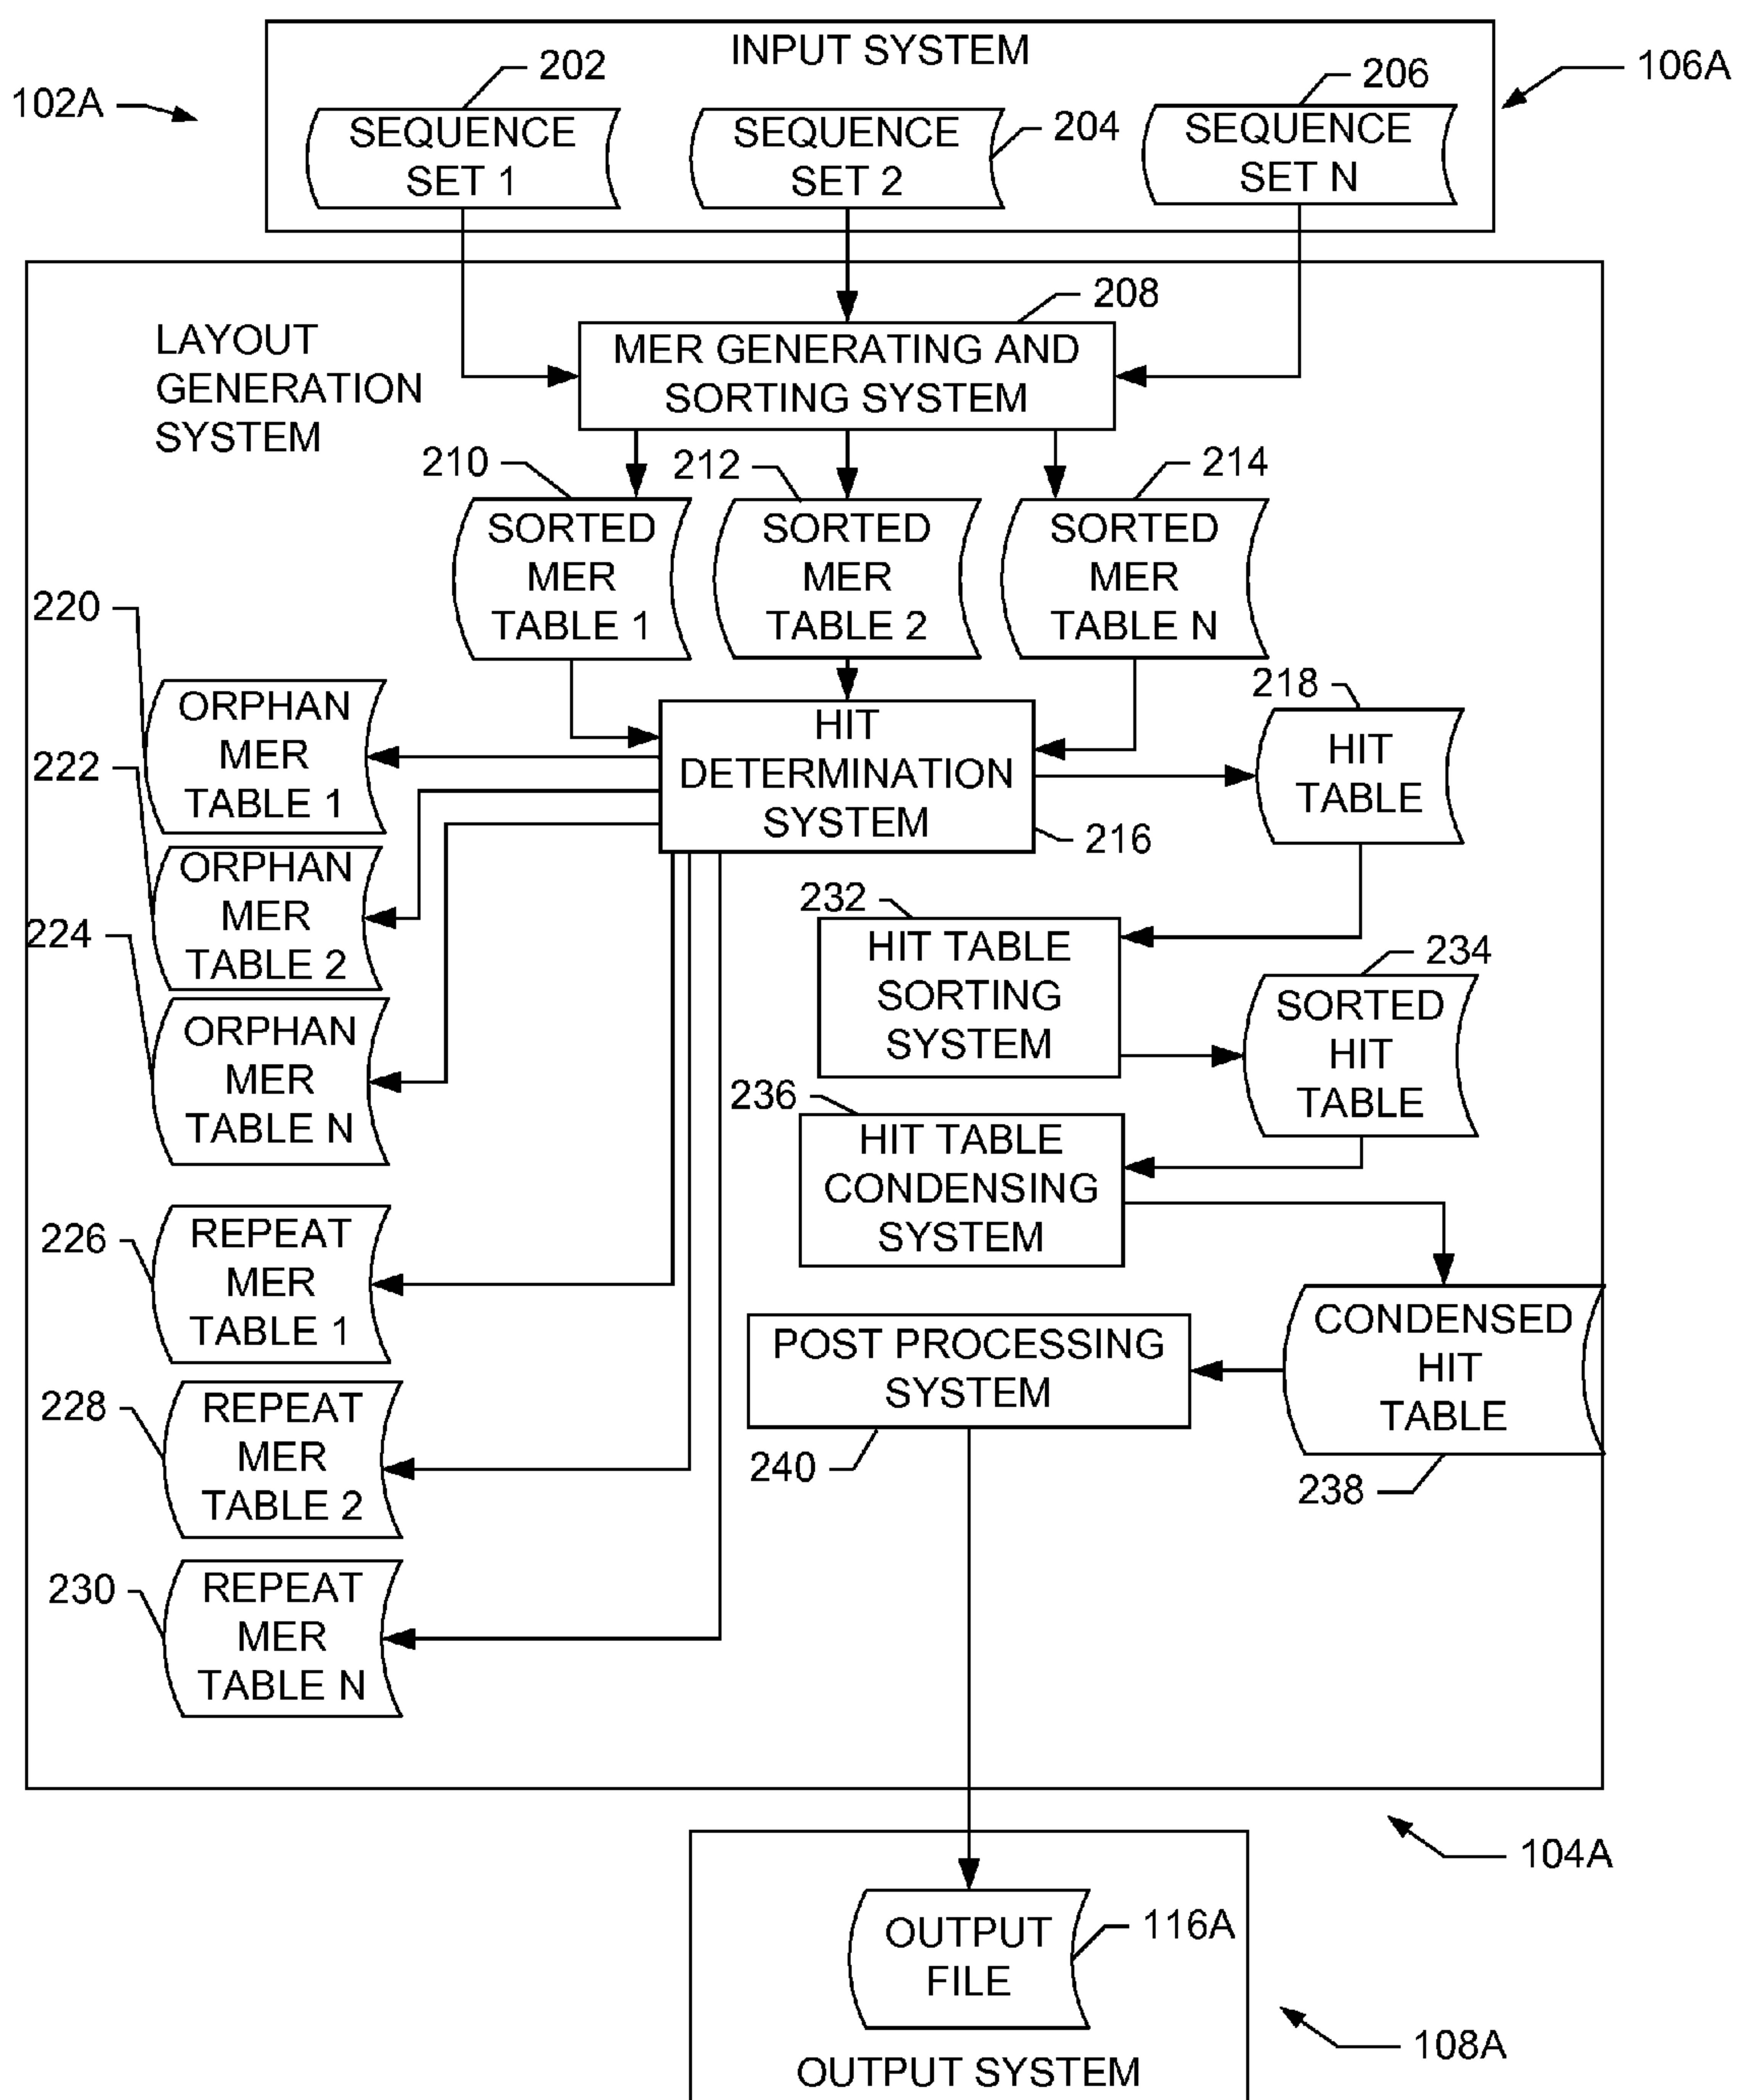 INPUT SYSTEM
102A
202
204
206
106A
SEQUENCE
SET 1
SEQUENCE
SET 2
SEQUENCE
SET N
LAYOUT
GENERATION
SYSTEM
208
MER GENERATING AND
SORTING SYSTEM
210
212
214
SORTED
MER
TABLE 1
SORTED
MER
TABLE 2
SORTED
MER
TABLE N
220
222
224
ORPHAN
MER
TABLE 1
ORPHAN
MER
TABLE 2
ORPHAN
MER
TABLE N
HIT
DETERMINATION
SYSTEM
216
218
HIT
TABLE
232
HIT TABLE
SORTING
SYSTEM
234
SORTED
HIT
TABLE
236
HIT TABLE
CONDENSING
SYSTEM
226
REPEAT
MER
TABLE 1
228
REPEAT
MER
TABLE 2
230
REPEAT
MER
TABLE N
POST PROCESSING
SYSTEM
240
CONDENSED
HIT
TABLE
238
104A
OUTPUT
FILE
116A
108A
OUTPUT SYSTEM